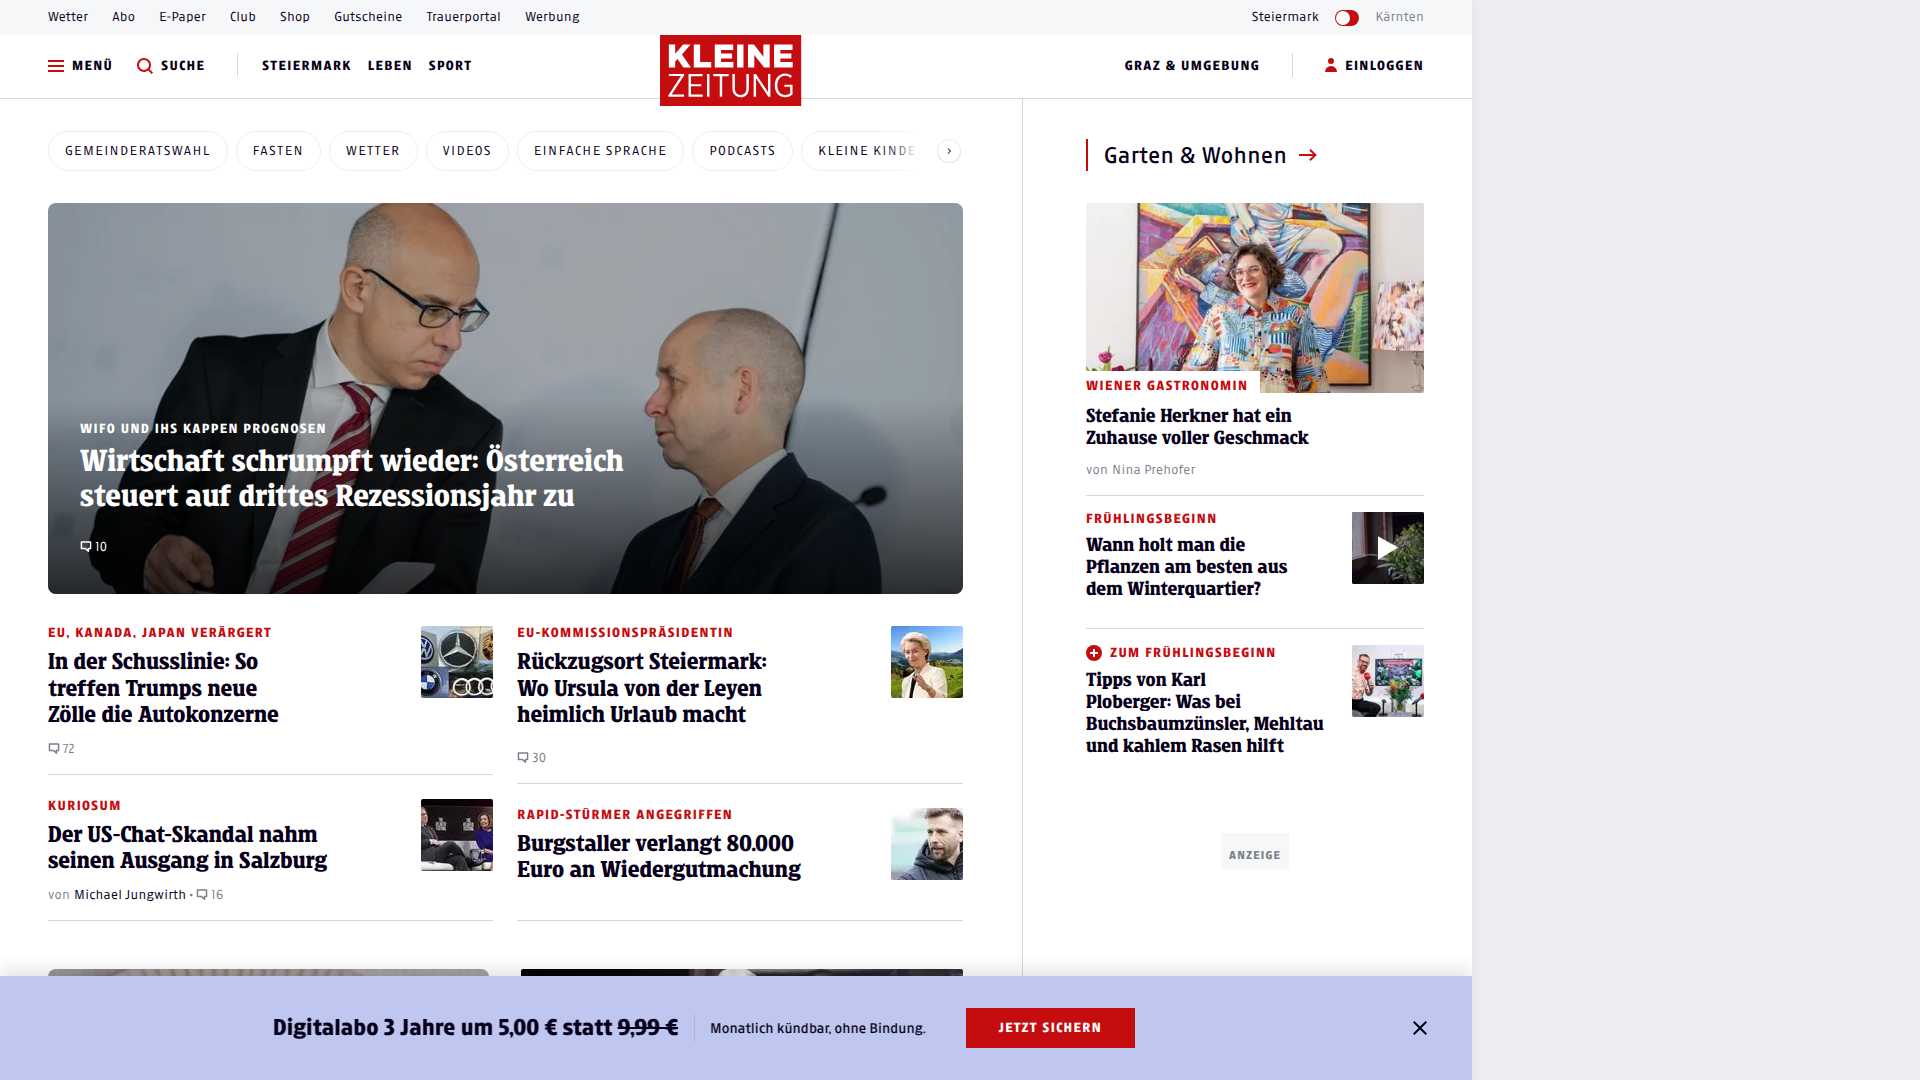 Wetter Abo E-Paper Club Shop Gutscheine Trauerportal Werbung Steiermark Kärnten
MENÜ SUCHE STEIERMARK LEBEN SPORT KLEINE ZEITUNG GRAZ & UMGEBUNG EINLOGGEN
GEMEINDERATSWAHL FASTEN WETTER VIDEOS EINFACHE SPRACHE PODCASTS KLEINE KINDE
WIFO UND IHS KAPPEN PROGNOSEN
Wirtschaft schrumpft wieder: Österreich
steuert auf drittes Rezessionsjahr zu
10
EU, KANADA, JAPAN VERÄRGERT
In der Schusslinie: So
treffen Trumps neue
Zölle die Autokonzerne
72
EU-KOMMISSIONSPRÄSIDENTIN
Rückzugsort Steiermark:
Wo Ursula von der Leyen
heimlich Urlaub macht
30
KURIOSUM
Der US-Chat-Skandal nahm
seinen Ausgang in Salzburg
von Michael Jungwirth • 16
RAPID-STÜRMER ANGEGRIFFEN
Burgstaller verlangt 80.000
Euro an Wiedergutmachung
Garten & Wohnen
WIENER GASTRONOMIN
Stefanie Herkner hat ein
Zuhause voller Geschmack
von Nina Prehofer
FRÜHLINGSBEGINN
Wann holt man die
Pflanzen am besten aus
dem Winterquartier?
ZUM FRÜHLINGSBEGINN
Tipps von Karl
Ploberger: Was bei
Buchsbaumzünsler, Mehltau
und kahlem Rasen hilft
ANZEIGE
Digitalabo 3 Jahre um 5,00 € statt 9,99 € Monatlich kündbar, ohne Bindung. JETZT SICHERN